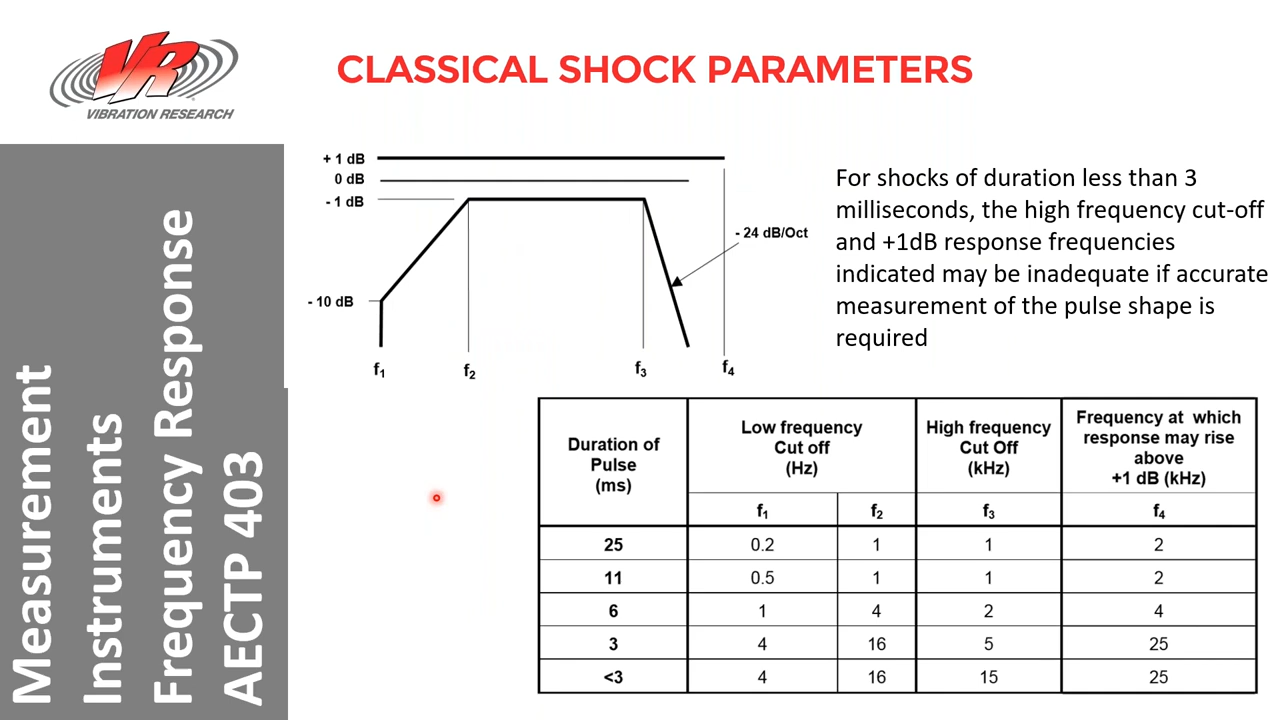 VR
VIBRATION RESEARCH
CLASSICAL SHOCK PARAMETERS
Measurement
Instruments
Frequency Response
AECTP 403
+ 1 dB
0 dB
- 1 dB
- 24 dB/Oct
- 10 dB
f₁
f₂
f₃
f₄
For shocks of duration less than 3
milliseconds, the high frequency cut-off
and +1dB response frequencies
indicated may be inadequate if accurate
measurement of the pulse shape is
required
Duration of
Pulse
(ms)
Low frequency
Cut off
(Hz)
High frequency
Cut Off
(kHz)
Frequency at which
response may rise
above
+1 dB (kHz)
f₁ f₂ f₃ f₄
25 0.2 1 1 2
11 0.5 1 1 2
6 1 4 2 4
3 4 16 5 25
<3 4 16 15 25